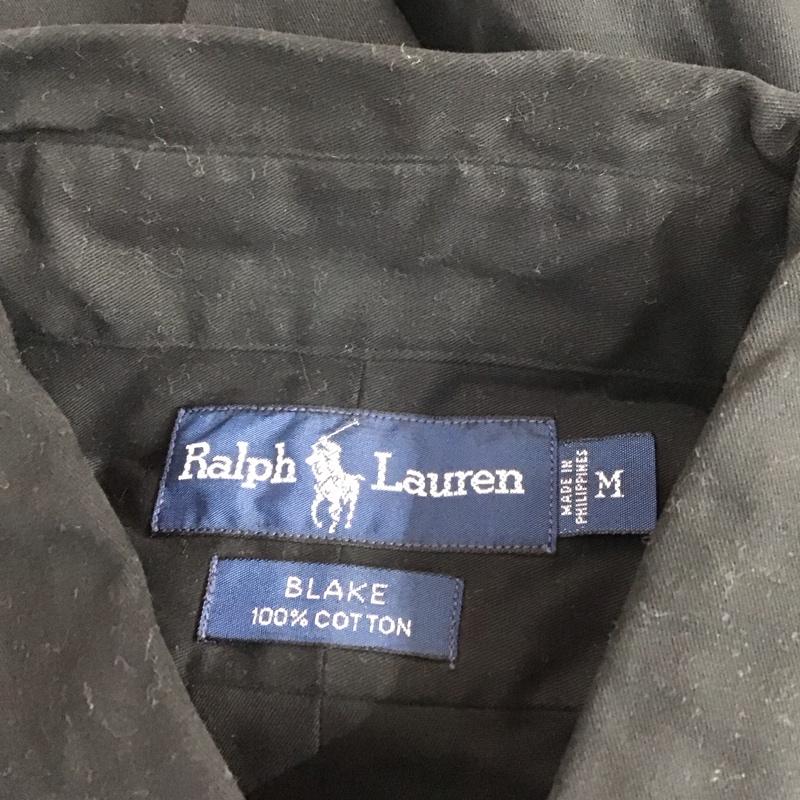 Ralph Lauren
MADE IN
PHILIPPINES
M
BLAKE
100% COTTON